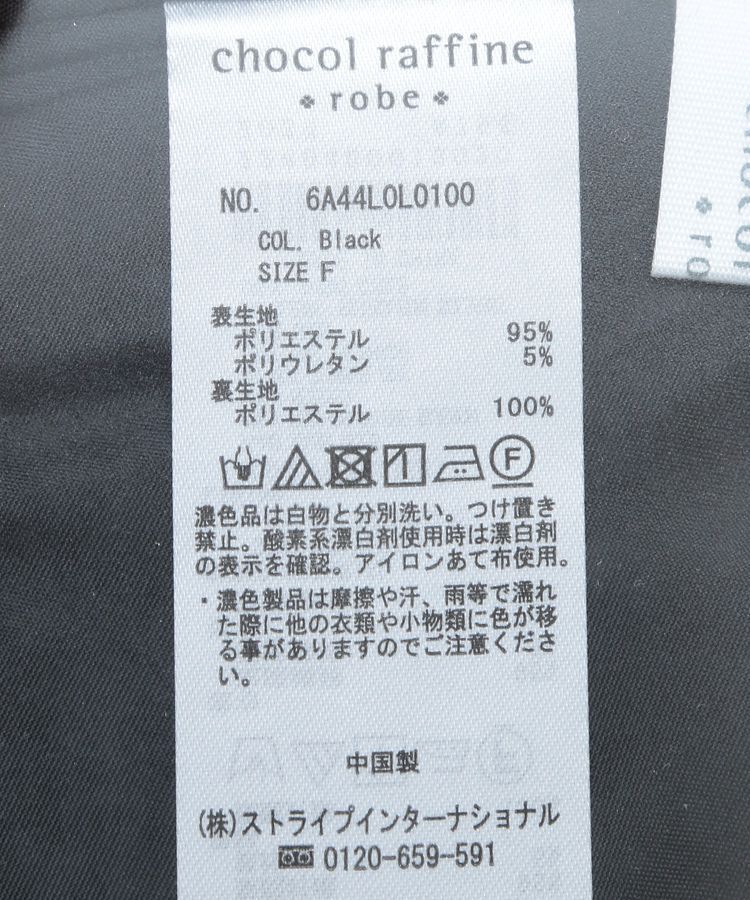 chocol raffine
robe
NO. 6A44L0L0100
COL. Black
SIZE F
表生地
ポリエステル 95%
ポリウレタン 5%
裏生地
ポリエステル 100%
F
濃色品は白物と分別洗い。つけ置き
禁止。酸素系漂白剤使用時は漂白剤
の表示を確認。アイロンあて布使用。
・濃色製品は摩擦や汗、雨等で濡れ
た際に他の衣類や小物類に色が移
る事がありますのでご注意くださ
い。
中国製
(株)ストライプインターナショナル
0120-659-591